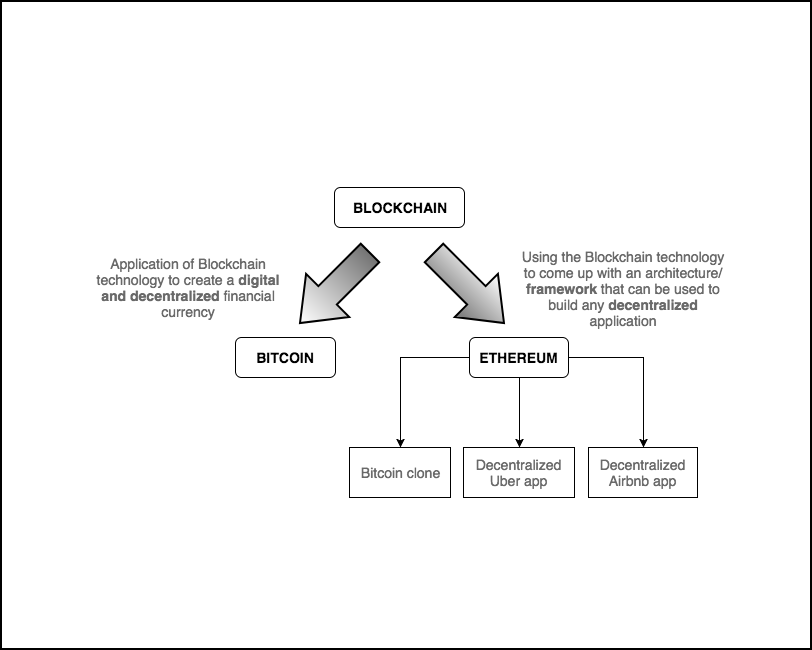 BLOCKCHAIN
Application of Blockchain
technology to create a digital
and decentralized financial
currency
Using the Blockchain technology
to come up with an architecture/
framework that can be used to
build any decentralized
application
BITCOIN
ETHEREUM
Bitcoin clone
Decentralized
Uber app
Decentralized
Airbnb app